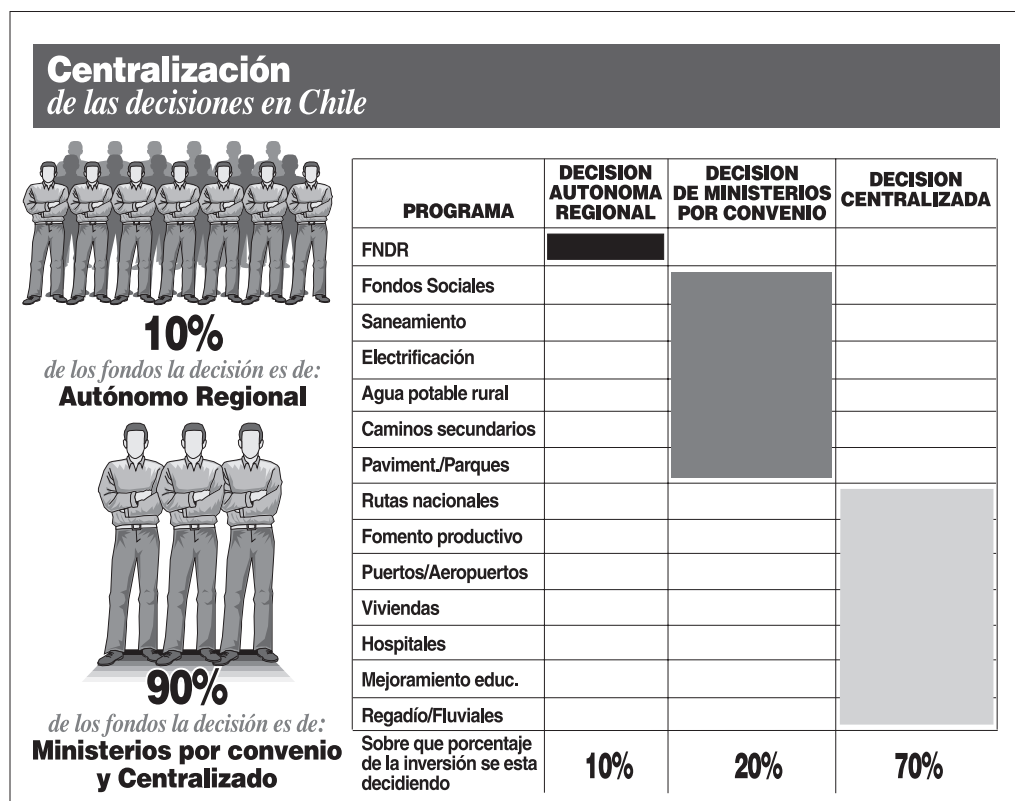 Centralización
de las decisiones en Chile
10%
de los fondos la decisión es de:
Autónomo Regional
90%
de los fondos la decisión es de:
Ministerios por convenio
y Centralizado
PROGRAMA
DECISION
AUTONOMA
REGIONAL
DECISION
DE MINISTERIOS
POR CONVENIO
DECISION
CENTRALIZADA
FNDR
Fondos Sociales
Saneamiento
Electrificación
Agua potable rural
Caminos secundarios
Paviment./Parques
Rutas nacionales
Fomento productivo
Puertos/Aeropuertos
Viviendas
Hospitales
Mejoramiento educ.
Regadío/Fluviales
Sobre que porcentaje
de la inversión se esta
decidiendo
10%
20%
70%